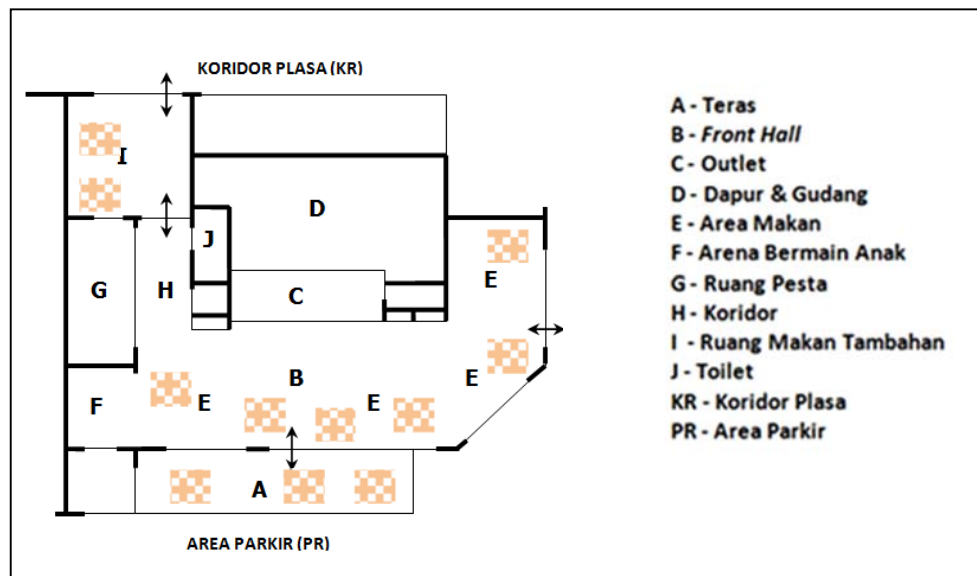 KORIDOR PLASA (KR)
I
D
J
E
G
H
C
B
E
F
E
E
A
AREA PARKIR (PR)
A - Teras
B - Front Hall
C - Outlet
D - Dapur & Gudang
E - Area Makan
F - Arena Bermain Anak
G - Ruang Pesta
H - Koridor
I - Ruang Makan Tambahan
J - Toilet
KR - Koridor Plasa
PR - Area Parkir